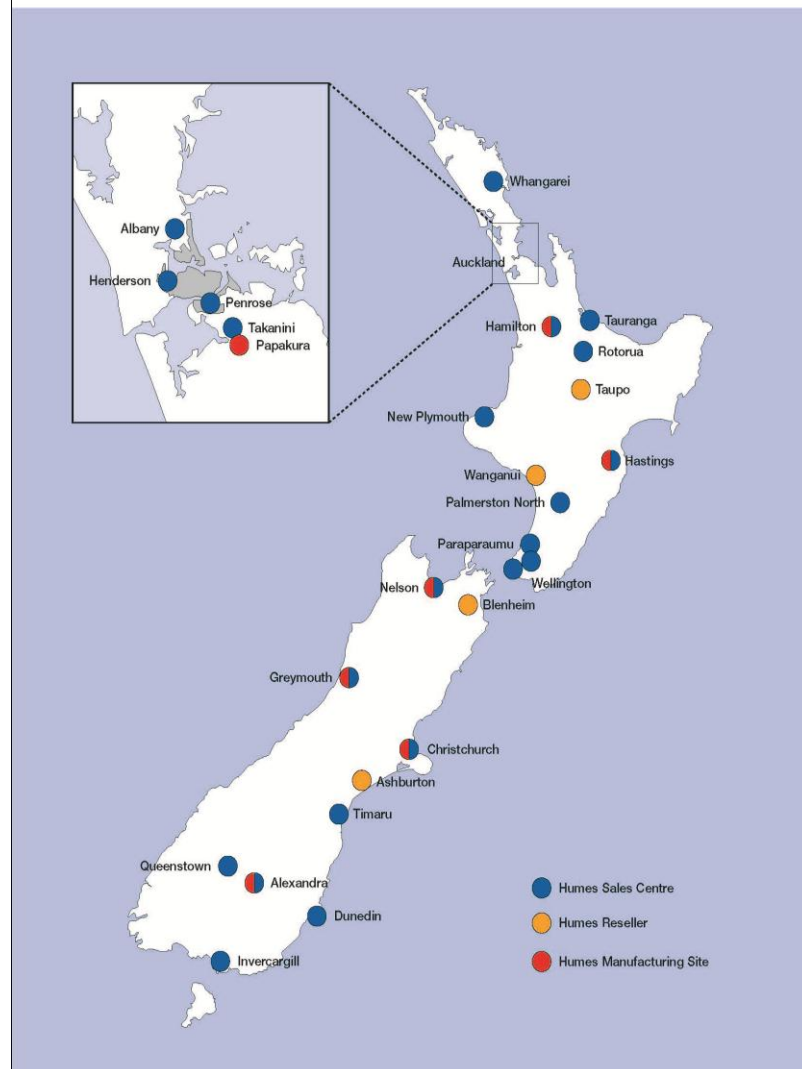 Albany
Henderson
Penrose
Takanini
Papakura
Whangarei
Auckland
Hamilton
Tauranga
Rotorua
Taupo
New Plymouth
Hastings
Wanganui
Palmerston North
Paraparaumu
Wellington
Nelson
Blenheim
Greymouth
Christchurch
Ashburton
Timaru
Queenstown
Alexandra
Dunedin
Invercargill
Humes Sales Centre
Humes Reseller
Humes Manufacturing Site